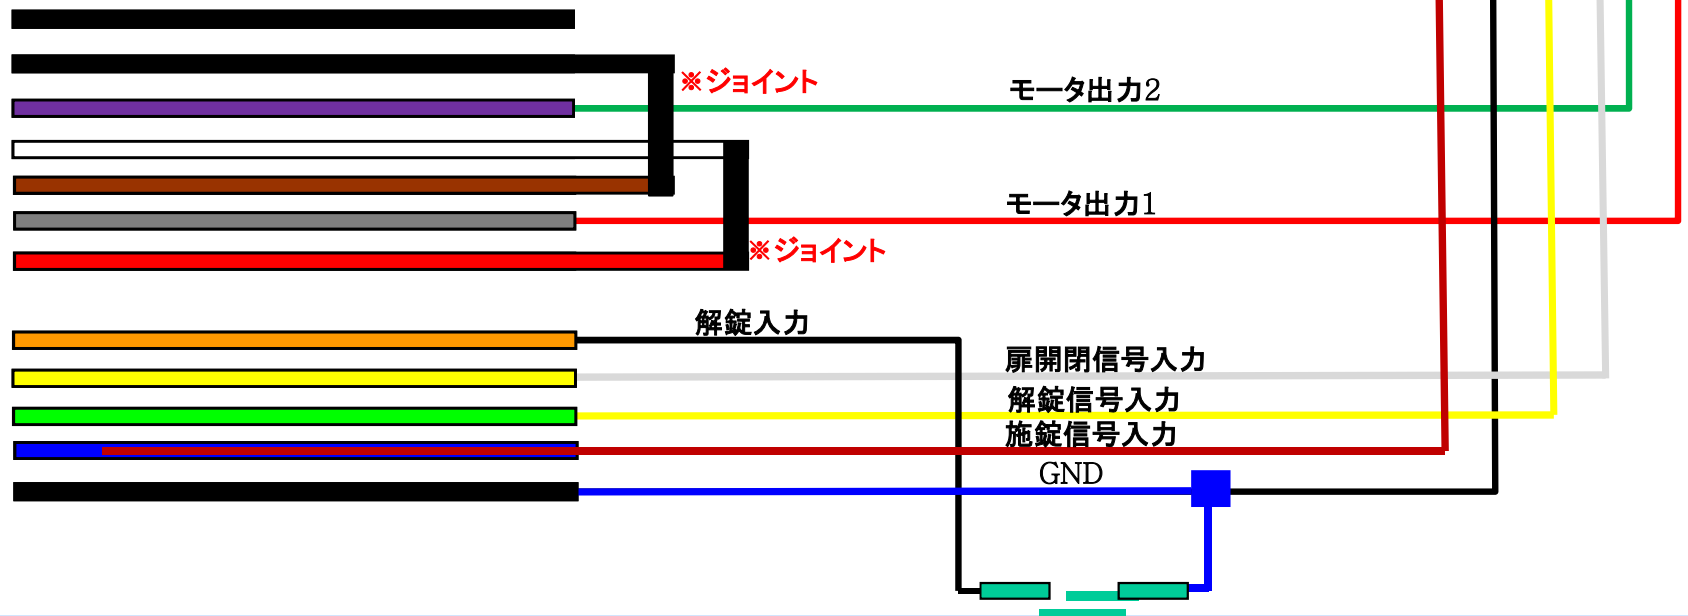 ※ジョイント
モータ出力2
モータ出力1
※ジョイント
解錠入力
扉開閉信号入力
解錠信号入力
施錠信号入力
GND